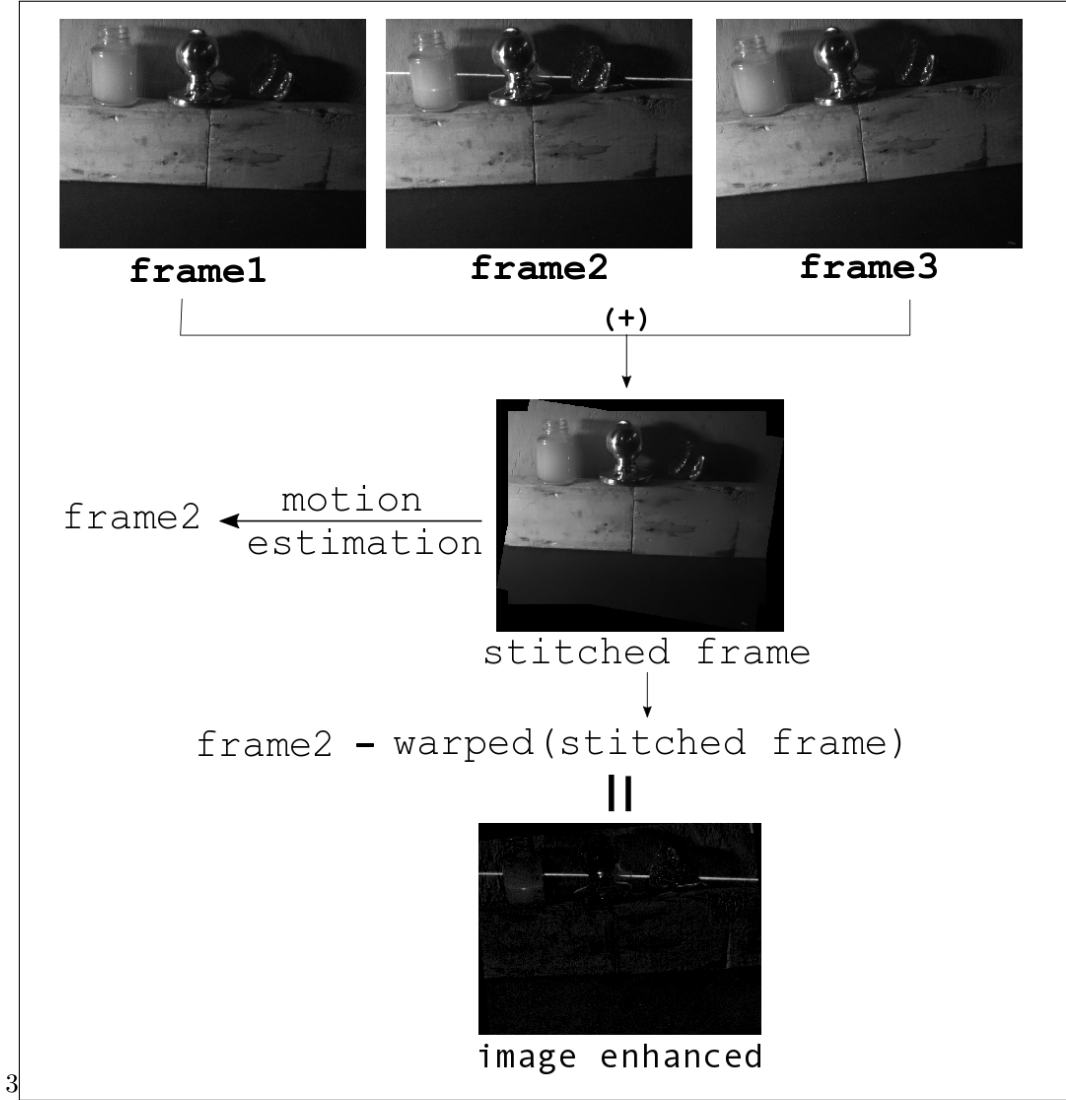 frame1 frame2 frame3
(+)
motion
frame2
estimation
stitched frame
frame2 - warped(stitched frame)
=
image enhanced
3